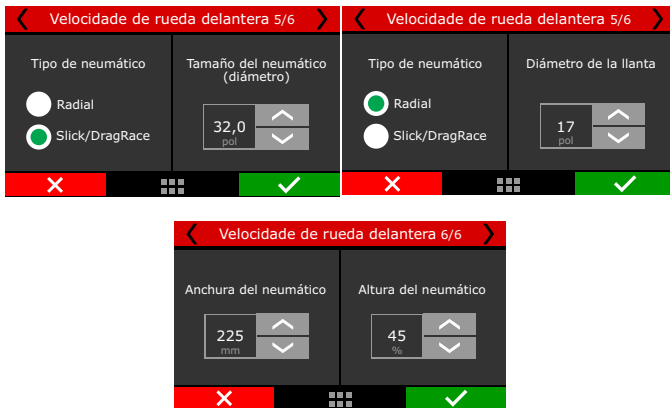 Velocidade de rueda delantera 5/6
Tipo de neumático
Radial
Slick/DragRace
Tamaño del neumático
(diámetro)
32,0
pol
Velocidade de rueda delantera 5/6
Tipo de neumático
Radial
Slick/DragRace
Diámetro de la llanta
17
pol
Velocidade de rueda delantera 6/6
Anchura del neumático
225
mm
Altura del neumático
45
%